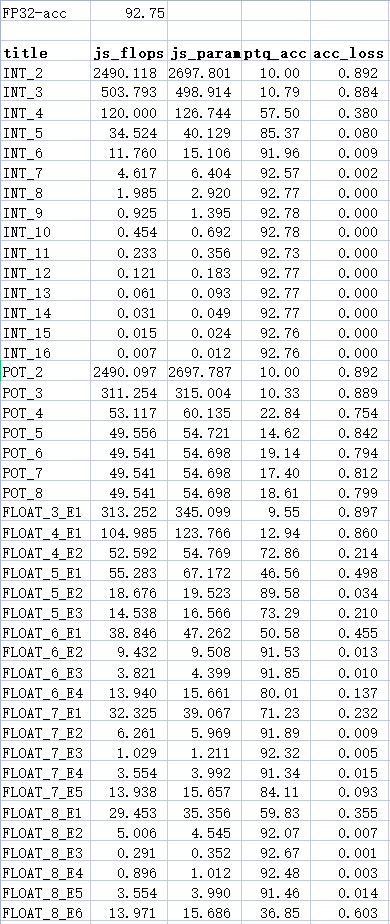 FP32-acc 92.75
title js_flops js_param ptq_acc acc_loss
INT_2 2490.118 2697.801 10.00 0.892
INT_3 503.793 498.914 10.79 0.884
INT_4 120.000 126.744 57.50 0.380
INT_5 34.524 40.129 85.37 0.080
INT_6 11.760 15.106 91.96 0.009
INT_7 4.617 6.404 92.57 0.002
INT_8 1.985 2.920 92.77 0.000
INT_9 0.925 1.395 92.78 0.000
INT_10 0.454 0.692 92.78 0.000
INT_11 0.233 0.356 92.73 0.000
INT_12 0.121 0.183 92.77 0.000
INT_13 0.061 0.093 92.77 0.000
INT_14 0.031 0.049 92.77 0.000
INT_15 0.015 0.024 92.76 0.000
INT_16 0.007 0.012 92.76 0.000
POT_2 2490.097 2697.787 10.00 0.892
POT_3 311.254 315.004 10.33 0.889
POT_4 53.117 60.135 22.84 0.754
POT_5 49.556 54.721 14.62 0.842
POT_6 49.541 54.698 19.14 0.794
POT_7 49.541 54.698 17.40 0.812
POT_8 49.541 54.698 18.61 0.799
FLOAT_3_E1 313.252 345.099 9.55 0.897
FLOAT_4_E1 104.985 123.766 12.94 0.860
FLOAT_4_E2 52.592 54.769 72.86 0.214
FLOAT_5_E1 55.283 67.172 46.56 0.498
FLOAT_5_E2 18.676 19.523 89.58 0.034
FLOAT_5_E3 14.538 16.566 73.29 0.210
FLOAT_6_E1 38.846 47.262 50.58 0.455
FLOAT_6_E2 9.432 9.508 91.53 0.013
FLOAT_6_E3 3.821 4.399 91.85 0.010
FLOAT_6_E4 13.940 15.661 80.01 0.137
FLOAT_7_E1 32.325 39.067 71.23 0.232
FLOAT_7_E2 6.261 5.969 91.89 0.009
FLOAT_7_E3 1.029 1.211 92.32 0.005
FLOAT_7_E4 3.554 3.992 91.34 0.015
FLOAT_7_E5 13.938 15.657 84.11 0.093
FLOAT_8_E1 29.453 35.356 59.83 0.355
FLOAT_8_E2 5.006 4.545 92.07 0.007
FLOAT_8_E3 0.291 0.352 92.67 0.001
FLOAT_8_E4 0.896 1.012 92.48 0.003
FLOAT_8_E5 3.554 3.990 91.46 0.014
FLOAT_8_E6 13.971 15.686 36.85 0.603